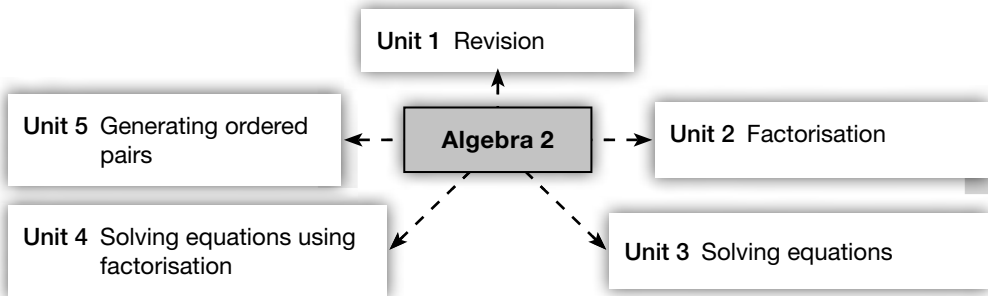 Unit 1 Revision
Unit 5 Generating ordered
pairs
Algebra 2
Unit 2 Factorisation
Unit 4 Solving equations using
factorisation
Unit 3 Solving equations